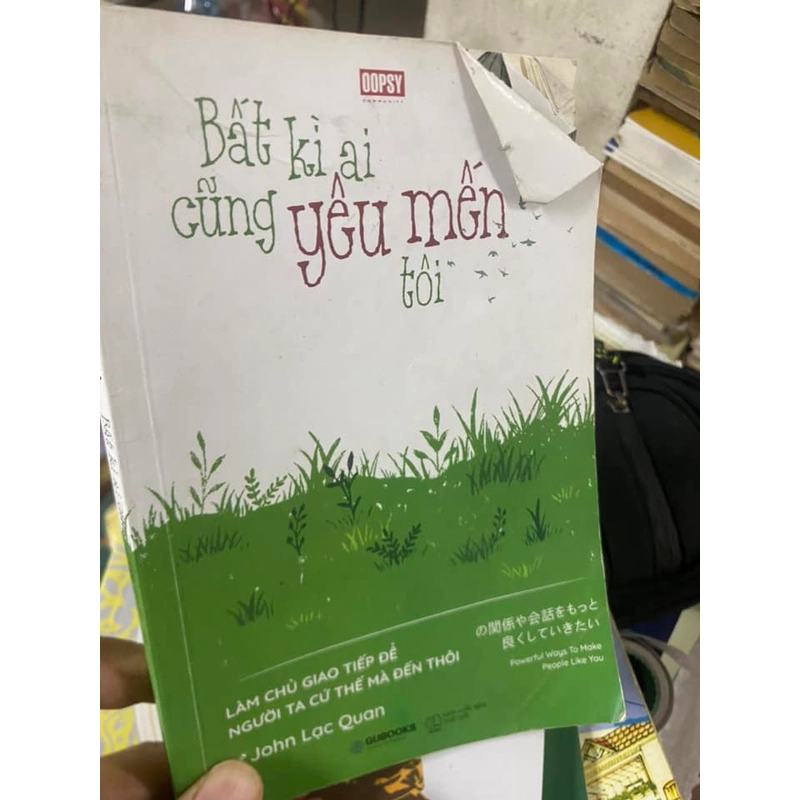 OOPSY
COMMUNITY
Bất kì ai
cũng yêu mến
tôi
LÀM CHỦ GIAO TIẾP ĐỂ
NGƯỜI TA CỨ THẾ MÀ ĐẾN THÔI
John Lạc Quan
の関係や会話をもっと
良くしていきたい
Powerful Ways To Make
People Like You
GUBOOKS